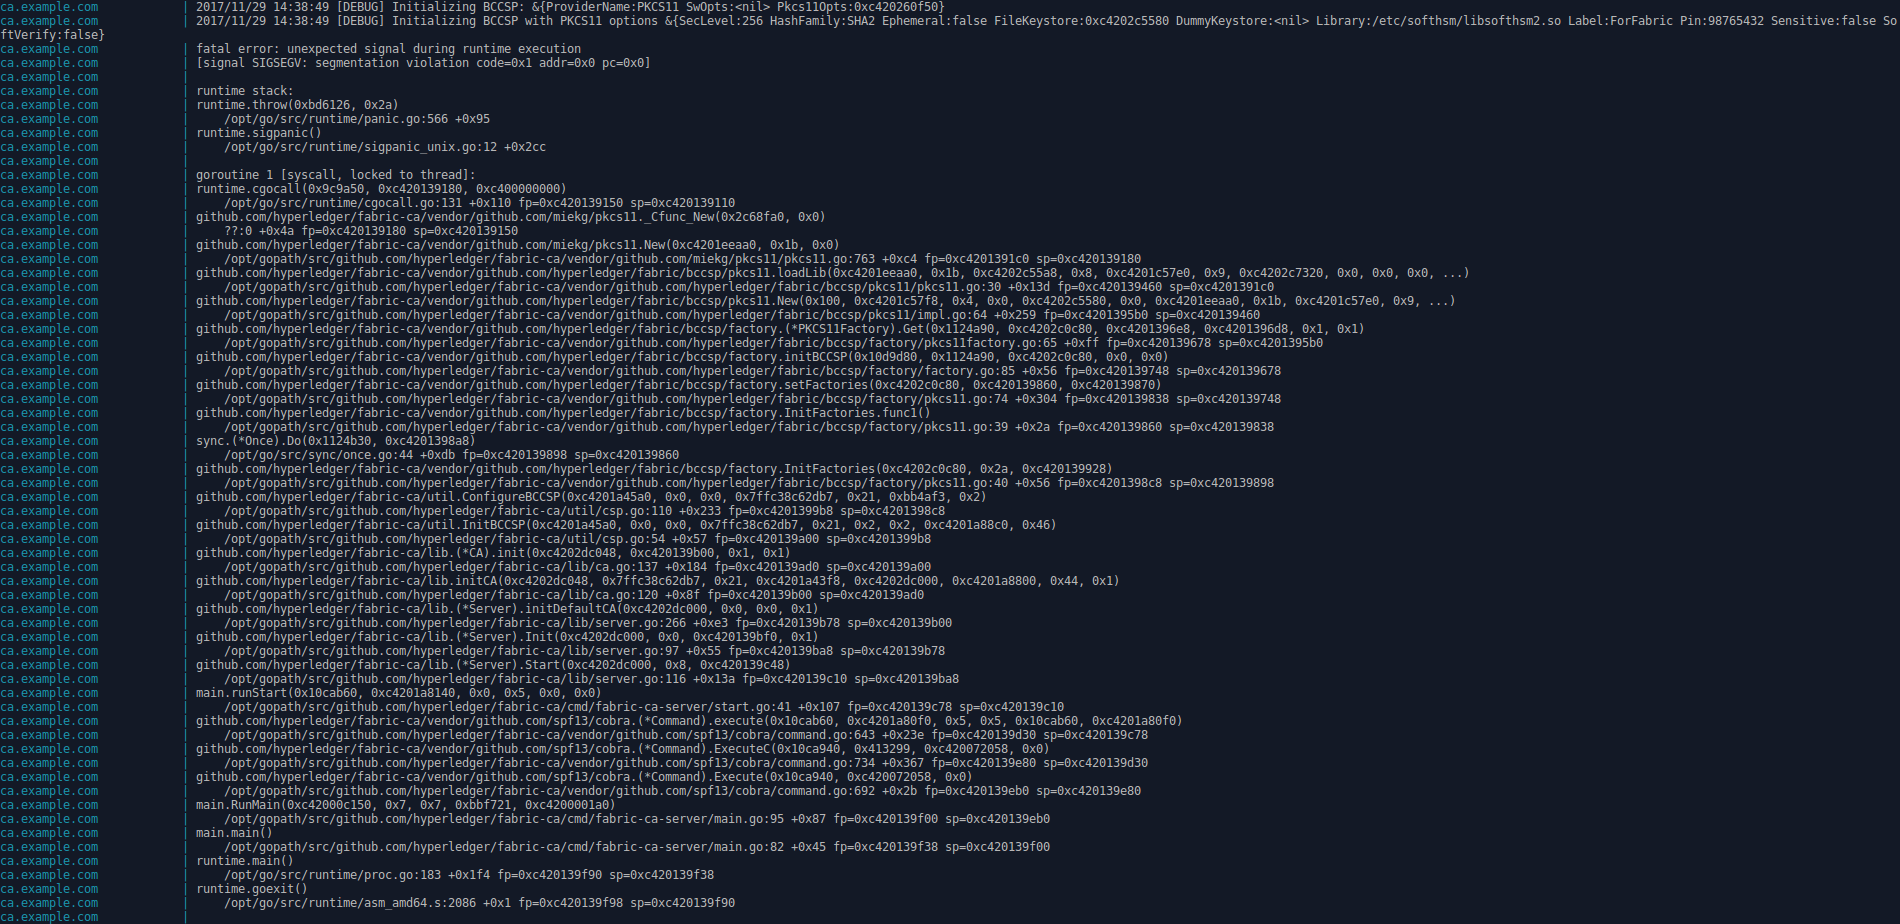 ca.example.com | 2017/11/29 14:38:49 [DEBUG] Initializing BCCSP: &{ProviderName:PKCS11 SwOpts:<nil> Pkcs11Opts:0xc420260f50}
ca.example.com | 2017/11/29 14:38:49 [DEBUG] Initializing BCCSP with PKCS11 options &{SecLevel:256 HashFamily:SHA2 Ephemeral:false FileKeystore:0xc4202c5580 DummyKeystore:<nil> Library:/etc/softhsm/libsofthsm2.so Label:ForFabric Pin:98765432 Sensitive:false So
ftVerify:false}
ca.example.com | fatal error: unexpected signal during runtime execution
ca.example.com | [signal SIGSEGV: segmentation violation code=0x1 addr=0x0 pc=0x0]
ca.example.com |
ca.example.com | runtime stack:
ca.example.com | runtime.throw(0xbd6126, 0x2a)
ca.example.com | /opt/go/src/runtime/panic.go:566 +0x95
ca.example.com | runtime.sigpanic()
ca.example.com | /opt/go/src/runtime/sigpanic_unix.go:12 +0x2cc
ca.example.com |
ca.example.com | goroutine 1 [syscall, locked to thread]:
ca.example.com | runtime.cgocall(0x9c9a50, 0xc420139180, 0xc400000000)
ca.example.com | /opt/go/src/runtime/cgocall.go:131 +0x110 fp=0xc420139150 sp=0xc420139110
ca.example.com | github.com/hyperledger/fabric-ca/vendor/github.com/miekg/pkcs11._Cfunc_New(0x2c68fa0, 0x0)
ca.example.com | ??:0 +0x4a fp=0xc420139180 sp=0xc420139150
ca.example.com | github.com/hyperledger/fabric-ca/vendor/github.com/miekg/pkcs11.New(0xc4201eeaa0, 0x1b, 0x0)
ca.example.com | /opt/gopath/src/github.com/hyperledger/fabric-ca/vendor/github.com/miekg/pkcs11/pkcs11.go:763 +0xc4 fp=0xc4201391c0 sp=0xc420139180
ca.example.com | github.com/hyperledger/fabric-ca/vendor/github.com/hyperledger/fabric/bccsp/pkcs11.loadLib(0xc4201eeaa0, 0x1b, 0xc4202c55a8, 0x8, 0xc4201c57e0, 0x9, 0xc4202c7320, 0x0, 0x0, 0x0, ...)
ca.example.com | /opt/gopath/src/github.com/hyperledger/fabric-ca/vendor/github.com/hyperledger/fabric/bccsp/pkcs11/pkcs11.go:30 +0x13d fp=0xc420139460 sp=0xc4201391c0
ca.example.com | github.com/hyperledger/fabric-ca/vendor/github.com/hyperledger/fabric/bccsp/pkcs11.New(0x100, 0xc4201c57f8, 0x4, 0x0, 0xc4202c5580, 0x0, 0xc4201eeaa0, 0x1b, 0xc4201c57e0, 0x9, ...)
ca.example.com | /opt/gopath/src/github.com/hyperledger/fabric-ca/vendor/github.com/hyperledger/fabric/bccsp/pkcs11/impl.go:64 +0x259 fp=0xc4201395b0 sp=0xc420139460
ca.example.com | github.com/hyperledger/fabric-ca/vendor/github.com/hyperledger/fabric/bccsp/factory.(*PKCS11Factory).Get(0x1124a90, 0xc4202c0c80, 0xc4201396e8, 0xc4201396d8, 0x1, 0x1)
ca.example.com | /opt/gopath/src/github.com/hyperledger/fabric-ca/vendor/github.com/hyperledger/fabric/bccsp/factory/pkcs11factory.go:65 +0xff fp=0xc420139678 sp=0xc4201395b0
ca.example.com | github.com/hyperledger/fabric-ca/vendor/github.com/hyperledger/fabric/bccsp/factory.initBCCSP(0x10d9d80, 0x1124a90, 0xc4202c0c80, 0x0, 0x0)
ca.example.com | /opt/gopath/src/github.com/hyperledger/fabric-ca/vendor/github.com/hyperledger/fabric/bccsp/factory/factory.go:85 +0x56 fp=0xc420139748 sp=0xc420139678
ca.example.com | github.com/hyperledger/fabric-ca/vendor/github.com/hyperledger/fabric/bccsp/factory.setFactories(0xc4202c0c80, 0xc420139860, 0xc420139870)
ca.example.com | /opt/gopath/src/github.com/hyperledger/fabric-ca/vendor/github.com/hyperledger/fabric/bccsp/factory/pkcs11.go:74 +0x304 fp=0xc420139838 sp=0xc420139748
ca.example.com | github.com/hyperledger/fabric-ca/vendor/github.com/hyperledger/fabric/bccsp/factory.InitFactories.func1()
ca.example.com | /opt/gopath/src/github.com/hyperledger/fabric-ca/vendor/github.com/hyperledger/fabric/bccsp/factory/pkcs11.go:39 +0x2a fp=0xc420139860 sp=0xc420139838
ca.example.com | sync.(*Once).Do(0x1124b30, 0xc4201398a8)
ca.example.com | /opt/go/src/sync/once.go:44 +0xdb fp=0xc420139898 sp=0xc420139860
ca.example.com | github.com/hyperledger/fabric-ca/vendor/github.com/hyperledger/fabric/bccsp/factory.InitFactories(0xc4202c0c80, 0x2a, 0xc420139928)
ca.example.com | /opt/gopath/src/github.com/hyperledger/fabric-ca/vendor/github.com/hyperledger/fabric/bccsp/factory/pkcs11.go:40 +0x56 fp=0xc4201398c8 sp=0xc420139898
ca.example.com | github.com/hyperledger/fabric-ca/util.ConfigureBCCSP(0xc4201a45a0, 0x0, 0x0, 0x7ffc38c62db7, 0x21, 0xbb4af3, 0x2)
ca.example.com | /opt/gopath/src/github.com/hyperledger/fabric-ca/util/csp.go:110 +0x233 fp=0xc4201399b8 sp=0xc4201398c8
ca.example.com | github.com/hyperledger/fabric-ca/util.InitBCCSP(0xc4201a45a0, 0x0, 0x0, 0x7ffc38c62db7, 0x21, 0x2, 0x2, 0xc4201a88c0, 0x46)
ca.example.com | /opt/gopath/src/github.com/hyperledger/fabric-ca/util/csp.go:54 +0x57 fp=0xc420139a00 sp=0xc4201399b8
ca.example.com | github.com/hyperledger/fabric-ca/lib.(*CA).init(0xc4202dc048, 0xc420139b00, 0x1, 0x1)
ca.example.com | /opt/gopath/src/github.com/hyperledger/fabric-ca/lib/ca.go:137 +0x184 fp=0xc420139ad0 sp=0xc420139a00
ca.example.com | github.com/hyperledger/fabric-ca/lib.initCA(0xc4202dc048, 0x7ffc38c62db7, 0x21, 0xc4201a43f8, 0xc4202dc000, 0xc4201a8800, 0x44, 0x1)
ca.example.com | /opt/gopath/src/github.com/hyperledger/fabric-ca/lib/ca.go:120 +0x8f fp=0xc420139b00 sp=0xc420139ad0
ca.example.com | github.com/hyperledger/fabric-ca/lib.(*Server).initDefaultCA(0xc4202dc000, 0x0, 0x0, 0x1)
ca.example.com | /opt/gopath/src/github.com/hyperledger/fabric-ca/lib/server.go:266 +0xe3 fp=0xc420139b78 sp=0xc420139b00
ca.example.com | github.com/hyperledger/fabric-ca/lib.(*Server).Init(0xc4202dc000, 0x0, 0xc420139bf0, 0x1)
ca.example.com | /opt/gopath/src/github.com/hyperledger/fabric-ca/lib/server.go:97 +0x55 fp=0xc420139ba8 sp=0xc420139b78
ca.example.com | github.com/hyperledger/fabric-ca/lib.(*Server).Start(0xc4202dc000, 0x8, 0xc420139c48)
ca.example.com | /opt/gopath/src/github.com/hyperledger/fabric-ca/lib/server.go:116 +0x13a fp=0xc420139c10 sp=0xc420139ba8
ca.example.com | main.runStart(0x10cab60, 0xc4201a8140, 0x0, 0x5, 0x0, 0x0)
ca.example.com | /opt/gopath/src/github.com/hyperledger/fabric-ca/cmd/fabric-ca-server/start.go:41 +0x107 fp=0xc420139c78 sp=0xc420139c10
ca.example.com | github.com/hyperledger/fabric-ca/vendor/github.com/spf13/cobra.(*Command).execute(0x10cab60, 0xc4201a80f0, 0x5, 0x5, 0x10cab60, 0xc4201a80f0)
ca.example.com | /opt/gopath/src/github.com/hyperledger/fabric-ca/vendor/github.com/spf13/cobra/command.go:643 +0x23e fp=0xc420139d30 sp=0xc420139c78
ca.example.com | github.com/hyperledger/fabric-ca/vendor/github.com/spf13/cobra.(*Command).ExecuteC(0x10ca940, 0x413299, 0xc420072058, 0x0)
ca.example.com | /opt/gopath/src/github.com/hyperledger/fabric-ca/vendor/github.com/spf13/cobra/command.go:734 +0x367 fp=0xc420139e80 sp=0xc420139d30
ca.example.com | github.com/hyperledger/fabric-ca/vendor/github.com/spf13/cobra.(*Command).Execute(0x10ca940, 0xc420072058, 0x0)
ca.example.com | /opt/gopath/src/github.com/hyperledger/fabric-ca/vendor/github.com/spf13/cobra/command.go:692 +0x2b fp=0xc420139eb0 sp=0xc420139e80
ca.example.com | main.RunMain(0xc42000c150, 0x7, 0x7, 0xbbf721, 0xc4200001a0)
ca.example.com | /opt/gopath/src/github.com/hyperledger/fabric-ca/cmd/fabric-ca-server/main.go:95 +0x87 fp=0xc420139f00 sp=0xc420139eb0
ca.example.com | main.main()
ca.example.com | /opt/gopath/src/github.com/hyperledger/fabric-ca/cmd/fabric-ca-server/main.go:82 +0x45 fp=0xc420139f38 sp=0xc420139f00
ca.example.com | runtime.main()
ca.example.com | /opt/go/src/runtime/proc.go:183 +0x1f4 fp=0xc420139f90 sp=0xc420139f38
ca.example.com | runtime.goexit()
ca.example.com | /opt/go/src/runtime/asm_amd64.s:2086 +0x1 fp=0xc420139f98 sp=0xc420139f90
ca.example.com |